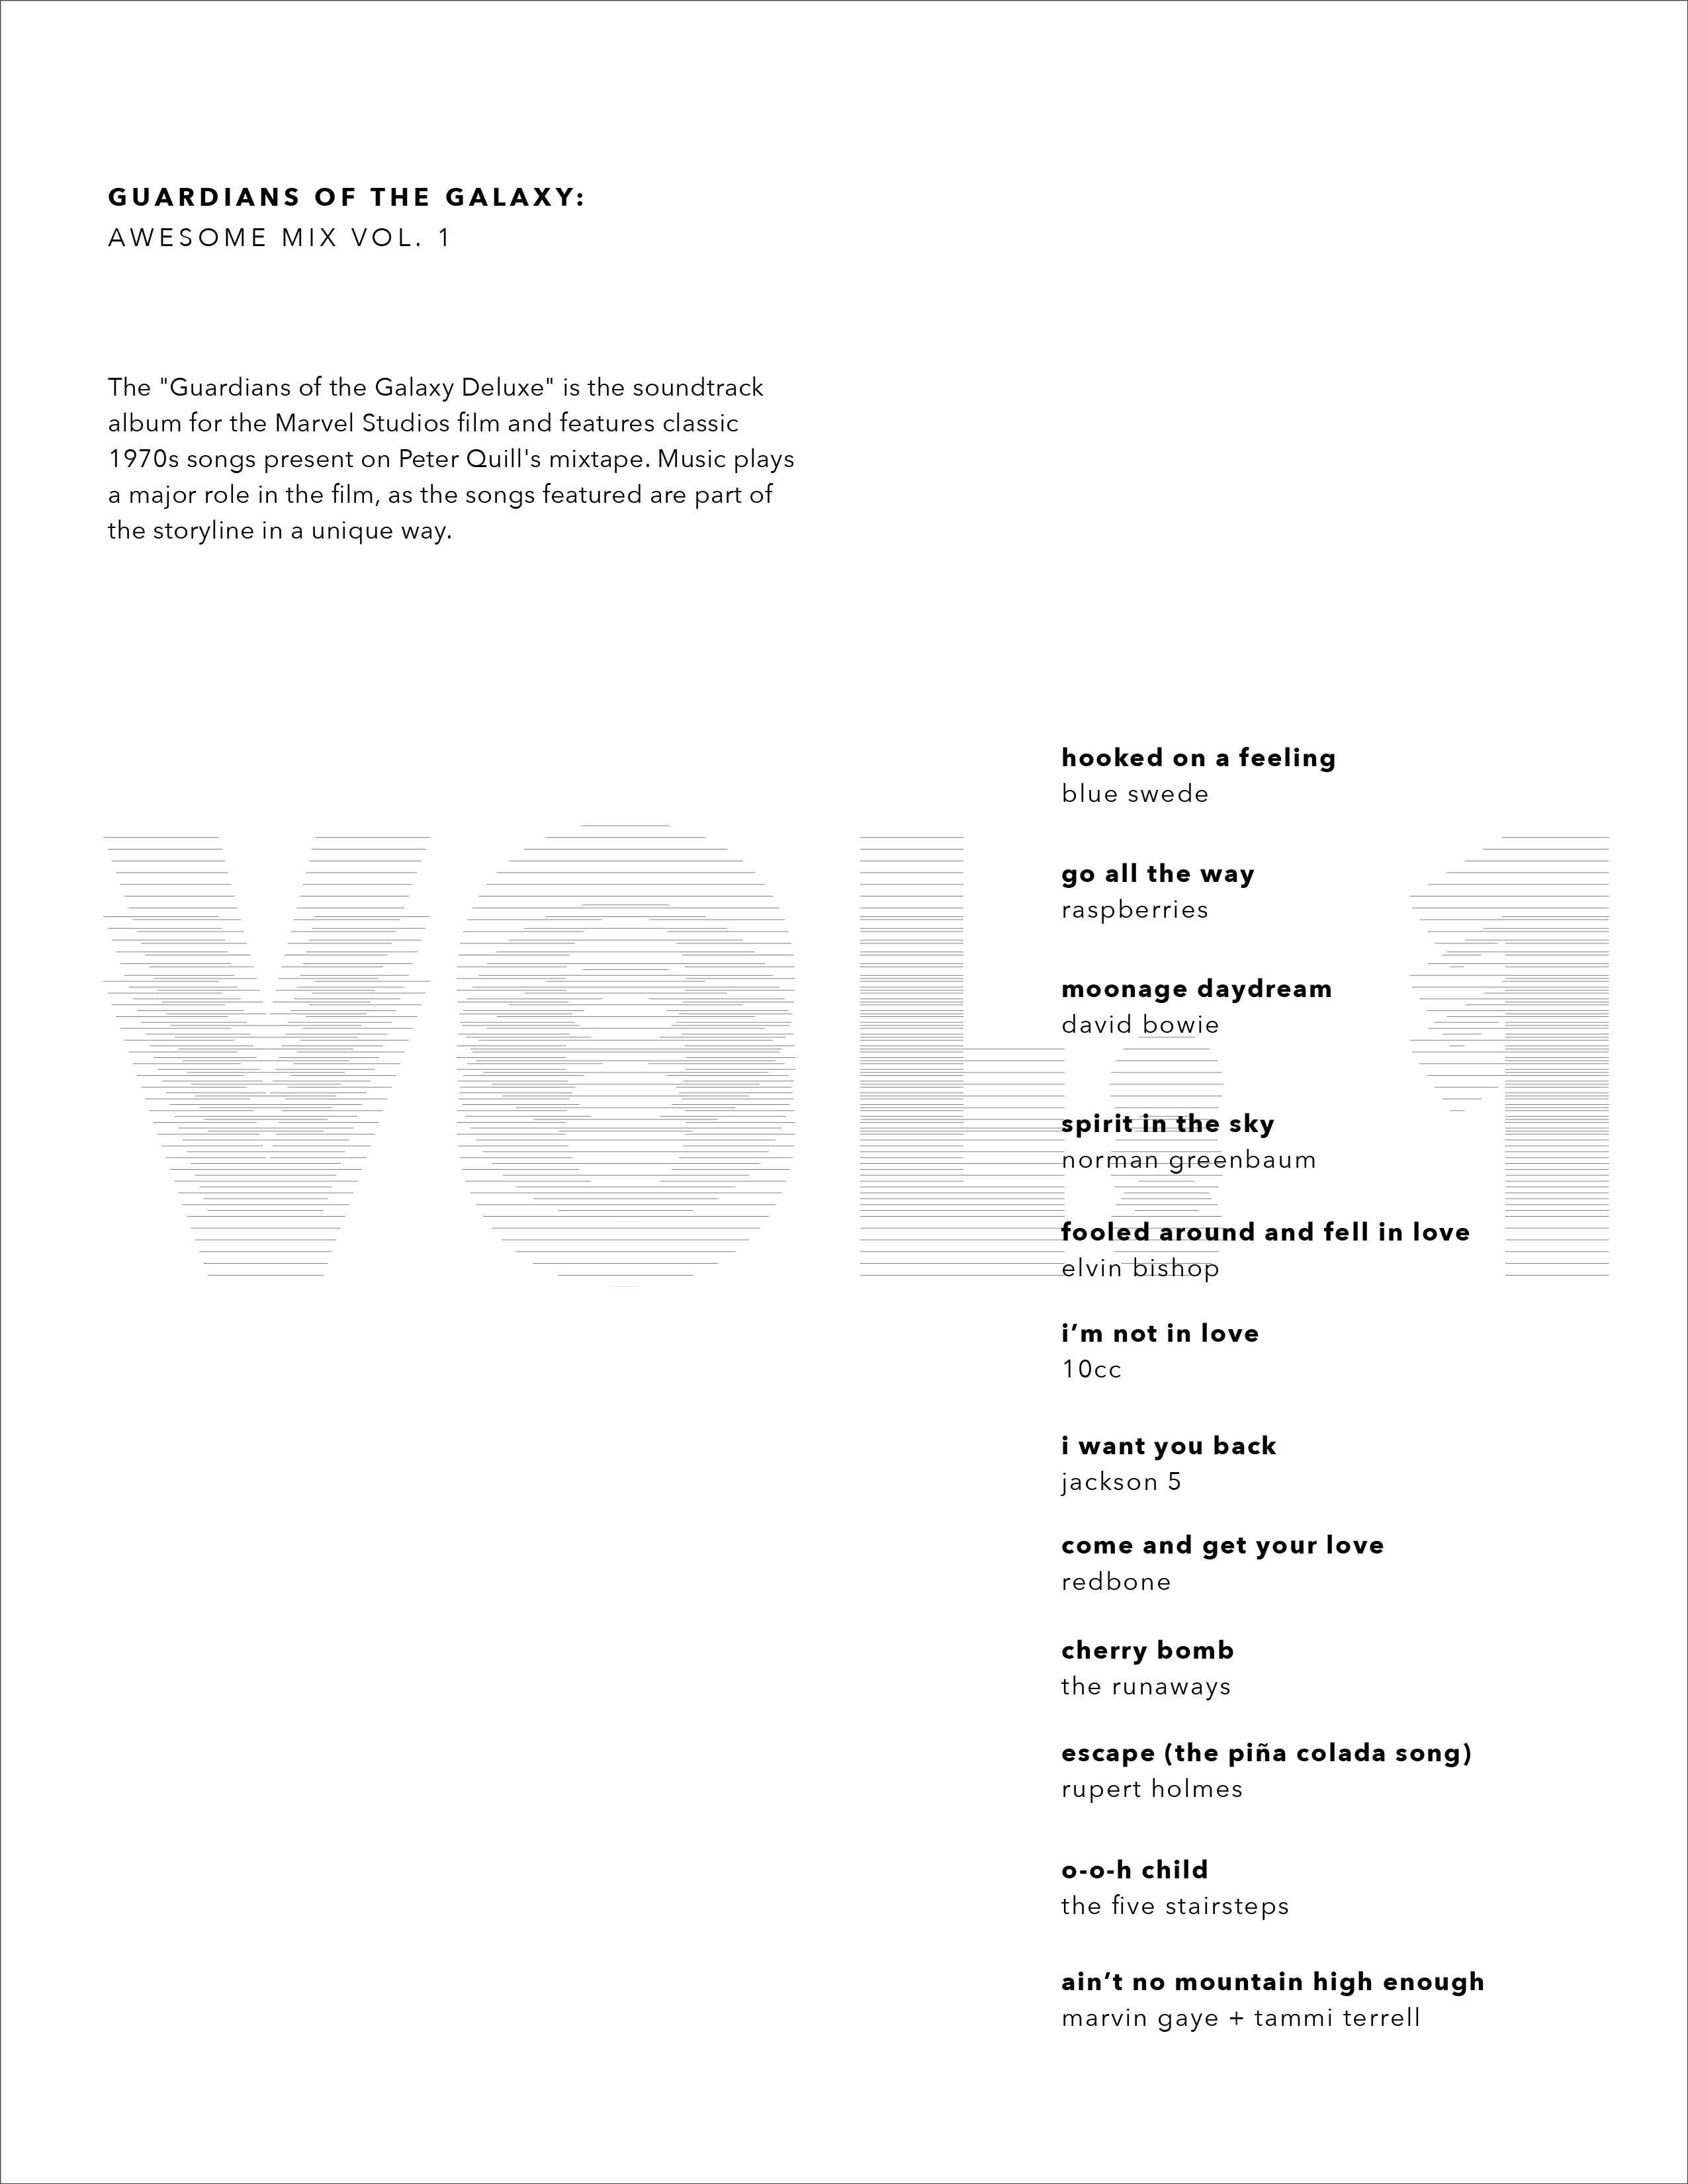 GUARDIANS OF THE GALAXY:
AWESOME MIX VOL. 1
The "Guardians of the Galaxy Deluxe" is the soundtrack
album for the Marvel Studios film and features classic
1970s songs present on Peter Quill's mixtape. Music plays
a major role in the film, as the songs featured are part of
the storyline in a unique way.
VOL. 1
hooked on a feeling
blue swede
go all the way
raspberries
moonage daydream
david bowie
spirit in the sky
norman greenbaum
fooled around and fell in love
elvin bishop
i’m not in love
10cc
i want you back
jackson 5
come and get your love
redbone
cherry bomb
the runaways
escape (the piña colada song)
rupert holmes
o-o-h child
the five stairsteps
ain’t no mountain high enough
marvin gaye + tammi terrell